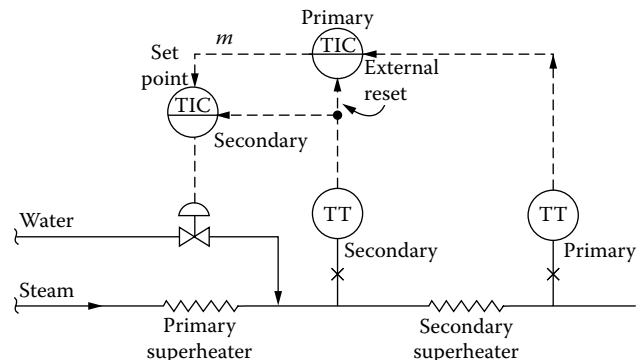 Primary
TIC
m
Set
point
External
reset
TIC
Secondary
TT
TT
Water
Secondary
Primary
Steam
Primary
superheater
Secondary
superheater